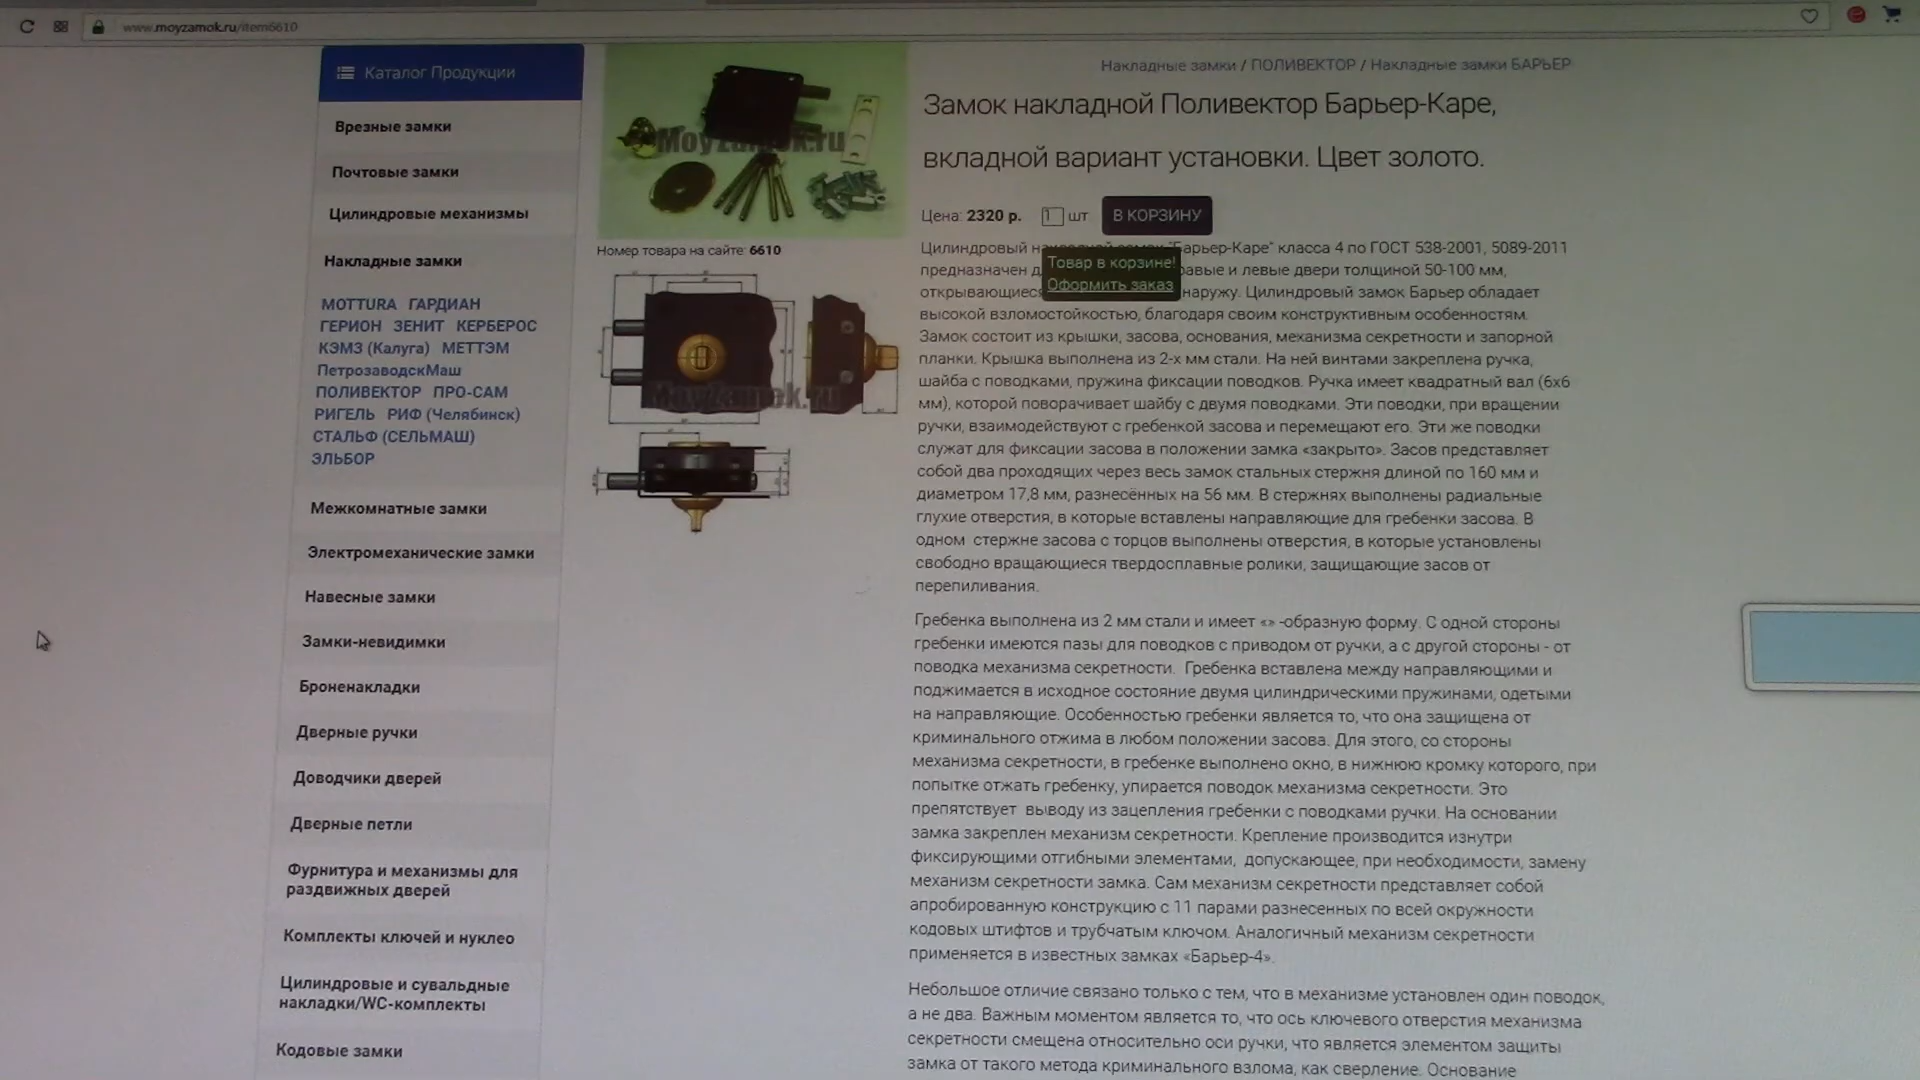 www.moyzamok.ru/item6610
Каталог Продукции
Врезные замки
Почтовые замки
Цилиндровые механизмы
Накладные замки
MOTTURA ГАРДИАН
ГЕРИОН ЗЕНИТ КЕРБЕРОС
КЭМЗ (Калуга) МЕТТЭМ
ПетрозаводскМаш
ПОЛИВЕКТОР ПРО-САМ
РИГЕЛЬ РИФ (Челябинск)
СТАЛЬФ (СЕЛЬМАШ)
ЭЛЬБОР
Межкомнатные замки
Электромеханические замки
Навесные замки
Замки-невидимки
Броненакладки
Дверные ручки
Доводчики дверей
Дверные петли
Фурнитура и механизмы для
раздвижных дверей
Комплекты ключей и нуклео
Цилиндровые и сувальдные
накладки/WC-комплекты
Кодовые замки
MoyZamok.ru
Номер товара на сайте: 6610
MoyZamok.ru
Накладные замки / ПОЛИВЕКТОР / Накладные замки БАРЬЕР
Замок накладной Поливектор Барьер-Каре,
вкладной вариант установки. Цвет золото.
Цена: 2320 р. 1 шт В КОРЗИНУ
Товар в корзине!
Оформить заказ
Цилиндровый накладной замок "Барьер-Каре" класса 4 по ГОСТ 538-2001, 5089-2011
предназначен правые и левые двери толщиной 50-100 мм,
открывающиеся наружу. Цилиндровый замок Барьер обладает
высокой взломостойкостью, благодаря своим конструктивным особенностям.
Замок состоит из крышки, засова, основания, механизма секретности и запорной
планки. Крышка выполнена из 2-х мм стали. На ней винтами закреплена ручка,
шайба с поводками, пружина фиксации поводков. Ручка имеет квадратный вал (6х6
мм), которой поворачивает шайбу с двумя поводками. Эти поводки, при вращении
ручки, взаимодействуют с гребенкой засова и перемещают его. Эти же поводки
служат для фиксации засова в положении замка «закрыто». Засов представляет
собой два проходящих через весь замок стальных стержня длиной по 160 мм и
диаметром 17,8 мм, разнесённых на 56 мм. В стержнях выполнены радиальные
глухие отверстия, в которые вставлены направляющие для гребенки засова. В
одном стержне засова с торцов выполнены отверстия, в которые установлены
свободно вращающиеся твердосплавные ролики, защищающие засов от
перепиливания.
Гребенка выполнена из 2 мм стали и имеет «» -образную форму. С одной стороны
гребенки имеются пазы для поводков с приводом от ручки, а с другой стороны - от
поводка механизма секретности. Гребенка вставлена между направляющими и
поджимается в исходное состояние двумя цилиндрическими пружинами, одетыми
на направляющие. Особенностью гребенки является то, что она защищена от
криминального отжима в любом положении засова. Для этого, со стороны
механизма секретности, в гребенке выполнено окно, в нижнюю кромку которого, при
попытке отжать гребенку, упирается поводок механизма секретности. Это
препятствует выводу из зацепления гребенки с поводками ручки. На основании
замка закреплен механизм секретности. Крепление производится изнутри
фиксирующими отгибными элементами, допускающее, при необходимости, замену
механизм секретности замка. Сам механизм секретности представляет собой
апробированную конструкцию с 11 парами разнесенных по всей окружности
кодовых штифтов и трубчатым ключом. Аналогичный механизм секретности
применяется в известных замках «Барьер-4».
Небольшое отличие связано только с тем, что в механизме установлен один поводок,
а не два. Важным моментом является то, что ось ключевого отверстия механизма
секретности смещена относительно оси ручки, что является элементом защиты
замка от такого метода криминального взлома, как сверление. Основание